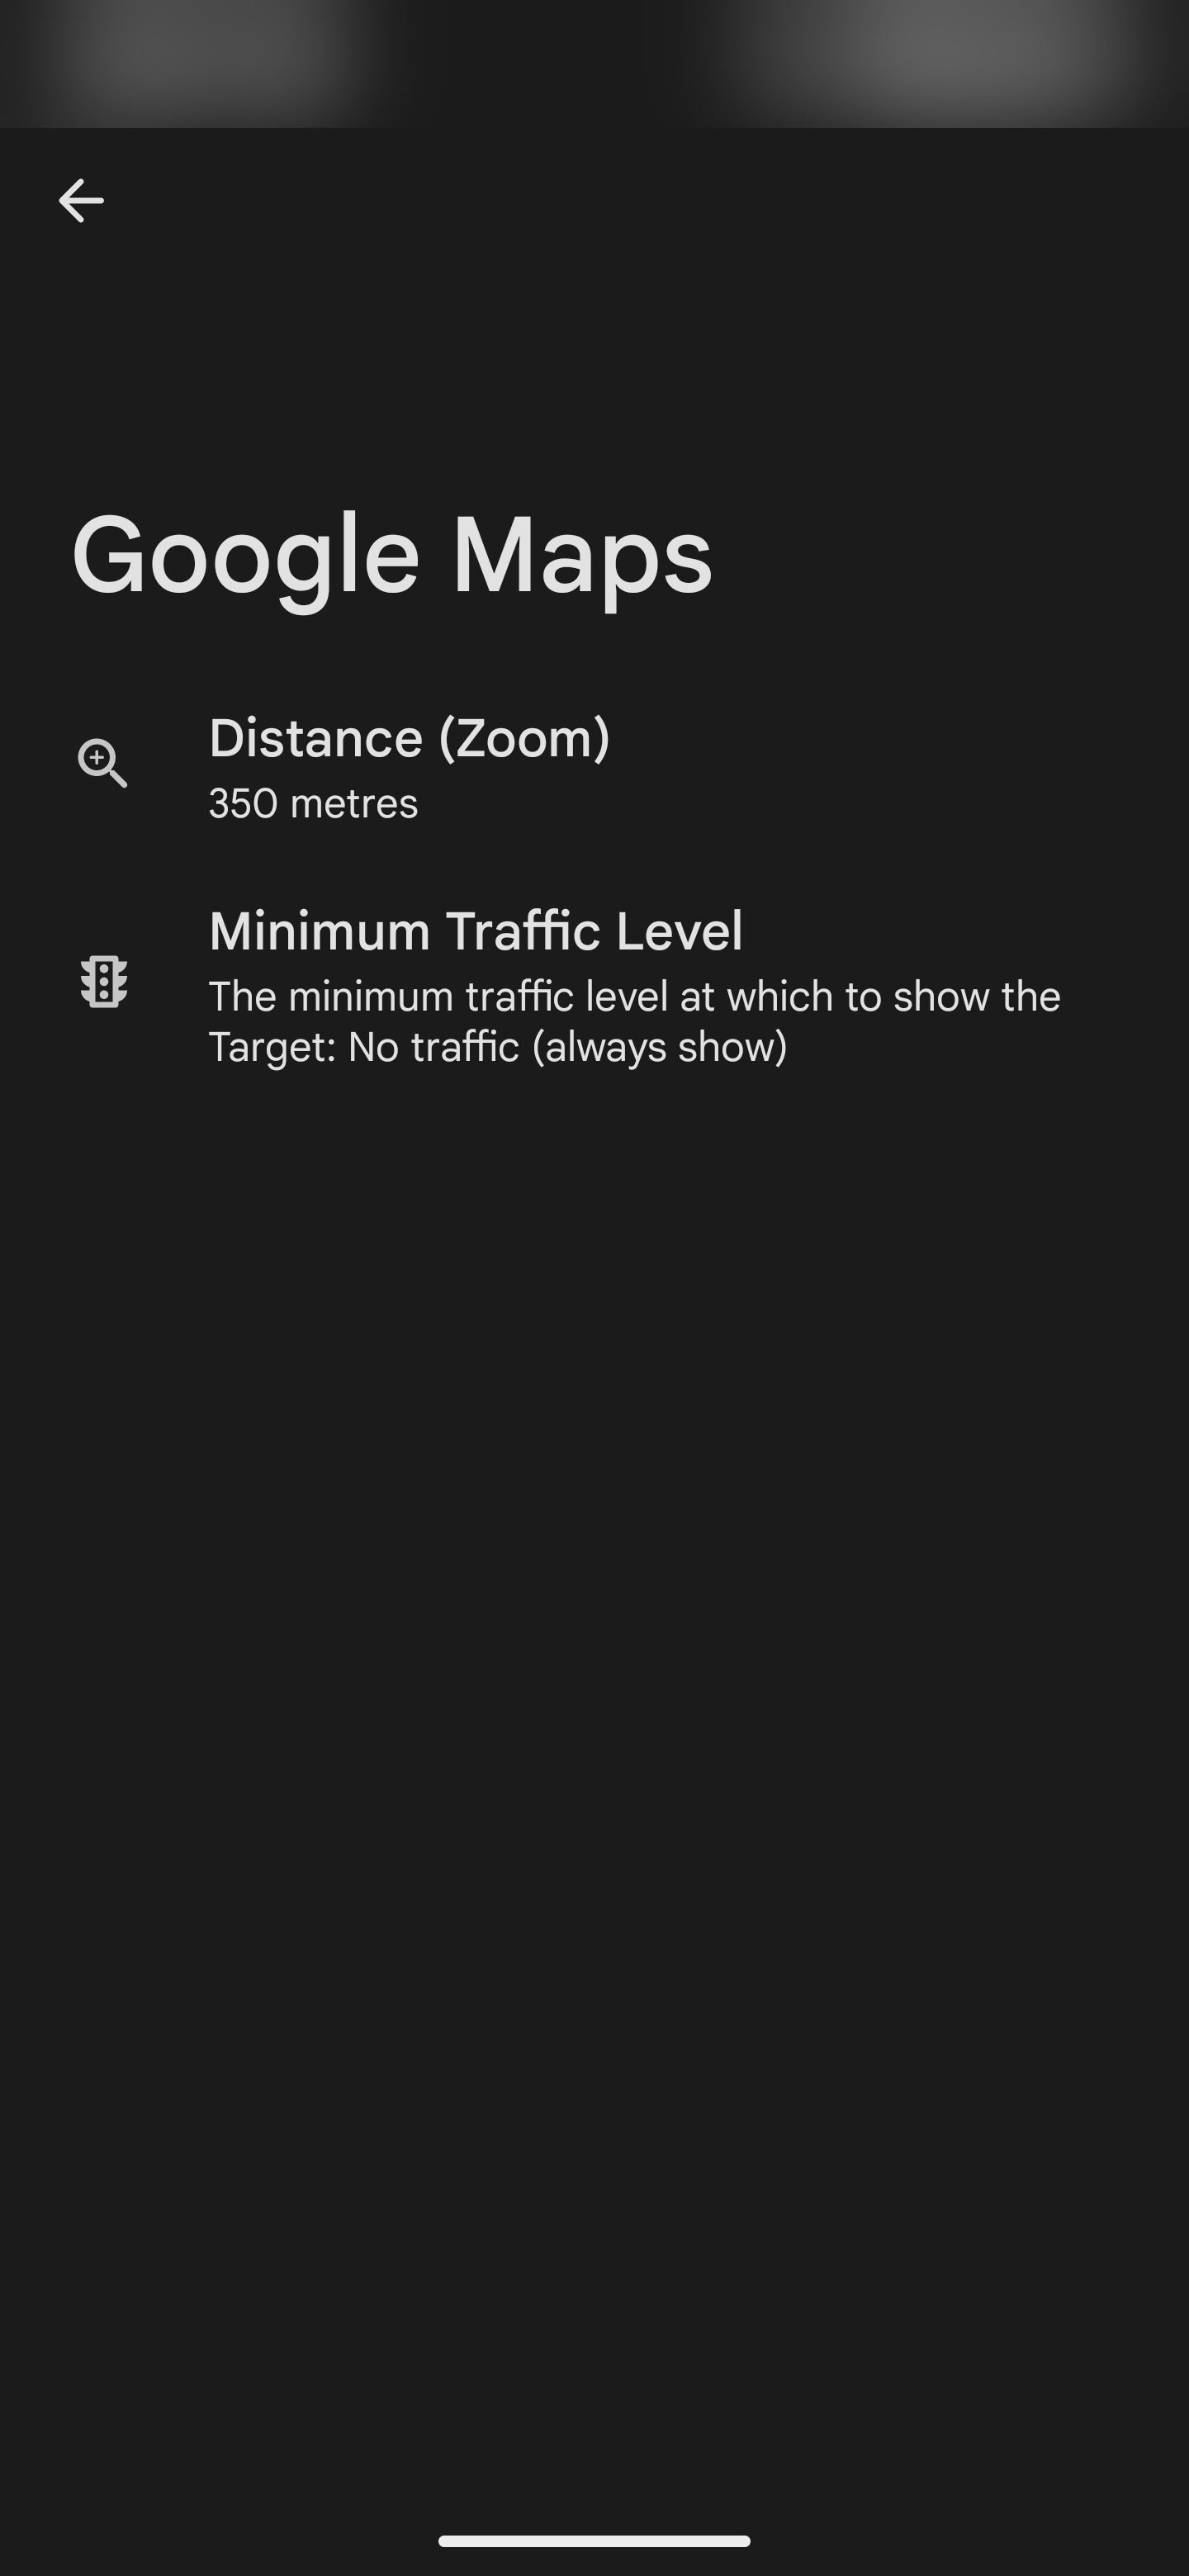 Google Maps
Distance (Zoom)
350 metres
Minimum Traffic Level
The minimum traffic level at which to show the
Target: No traffic (always show)